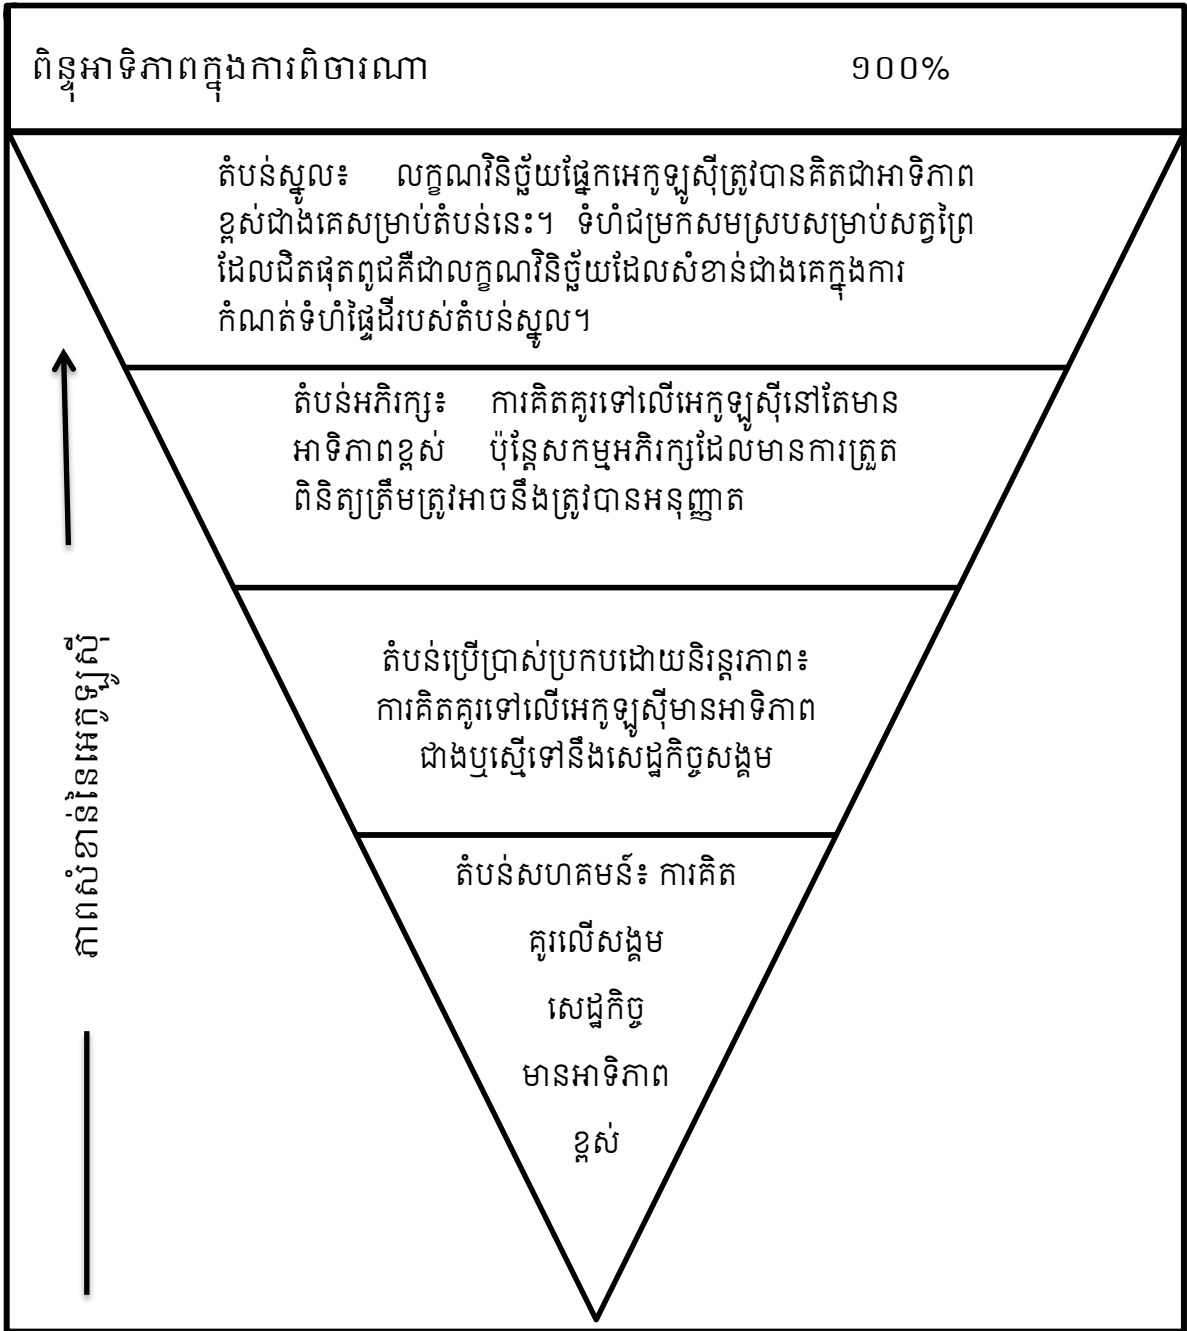 ពិន្ទុអាទិភាពក្នុងការពិចារណា ១០០%
តំបន់ស្នូល៖ លក្ខណវិនិច្ឆ័យផ្នែកអេកូឡូស៊ីត្រូវបានគិតជាអាទិភាព
ខ្ពស់ជាងគេសម្រាប់តំបន់នេះ។ ទំហំជម្រកសមស្របសម្រាប់សត្វព្រៃ
ដែលជិតផុតពូជគឺជាលក្ខណវិនិច្ឆ័យដែលសំខាន់ជាងគេក្នុងការ
កំណត់ទំហំផ្ទៃដីរបស់តំបន់ស្នូល។
តំបន់អភិរក្ស៖ ការគិតគូរទៅលើអេកូឡូស៊ីនៅតែមាន
អាទិភាពខ្ពស់ ប៉ុន្តែសកម្មអភិរក្សដែលមានការត្រួត
ពិនិត្យត្រឹមត្រូវអាចនឹងត្រូវបានអនុញ្ញាត
តំបន់ប្រើប្រាស់ប្រកបដោយនិរន្តរភាព៖
ការគិតគូរទៅលើអេកូឡូស៊ីមានអាទិភាព
ជាងឬស្មើទៅនឹងសេដ្ឋកិច្ចសង្គម
តំបន់សហគមន៍៖ ការគិត
គូរលើសង្គម
សេដ្ឋកិច្ច
មានអាទិភាព
ខ្ពស់
ភាពសំខាន់នៃអេកូឡូស៊ី